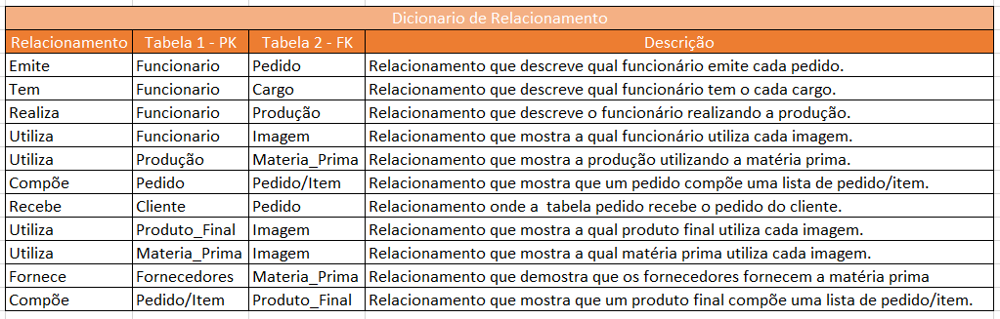 Dicionario de Relacionamento
Relacionamento Tabela 1 - PK Tabela 2 - FK Descrição
Emite Funcionario Pedido Relacionamento que descreve qual funcionário emite cada pedido.
Tem Funcionario Cargo Relacionamento que descreve qual funcionário tem o cada cargo.
Realiza Funcionario Produção Relacionamento que descreve o funcionário realizando a produção.
Utiliza Funcionario Imagem Relacionamento que mostra a qual funcionário utiliza cada imagem.
Utiliza Produção Materia_Prima Relacionamento que mostra a produção utilizando a matéria prima.
Compõe Pedido Pedido/Item Relacionamento que mostra que um pedido compõe uma lista de pedido/item.
Recebe Cliente Pedido Relacionamento onde a tabela pedido recebe o pedido do cliente.
Utiliza Produto_Final Imagem Relacionamento que mostra a qual produto final utiliza cada imagem.
Utiliza Materia_Prima Imagem Relacionamento que mostra a qual matéria prima utiliza cada imagem.
Fornece Fornecedores Materia_Prima Relacionamento que demostra que os fornecedores fornecem a matéria prima
Compõe Pedido/Item Produto_Final Relacionamento que mostra que um produto final compõe uma lista de pedido/item.